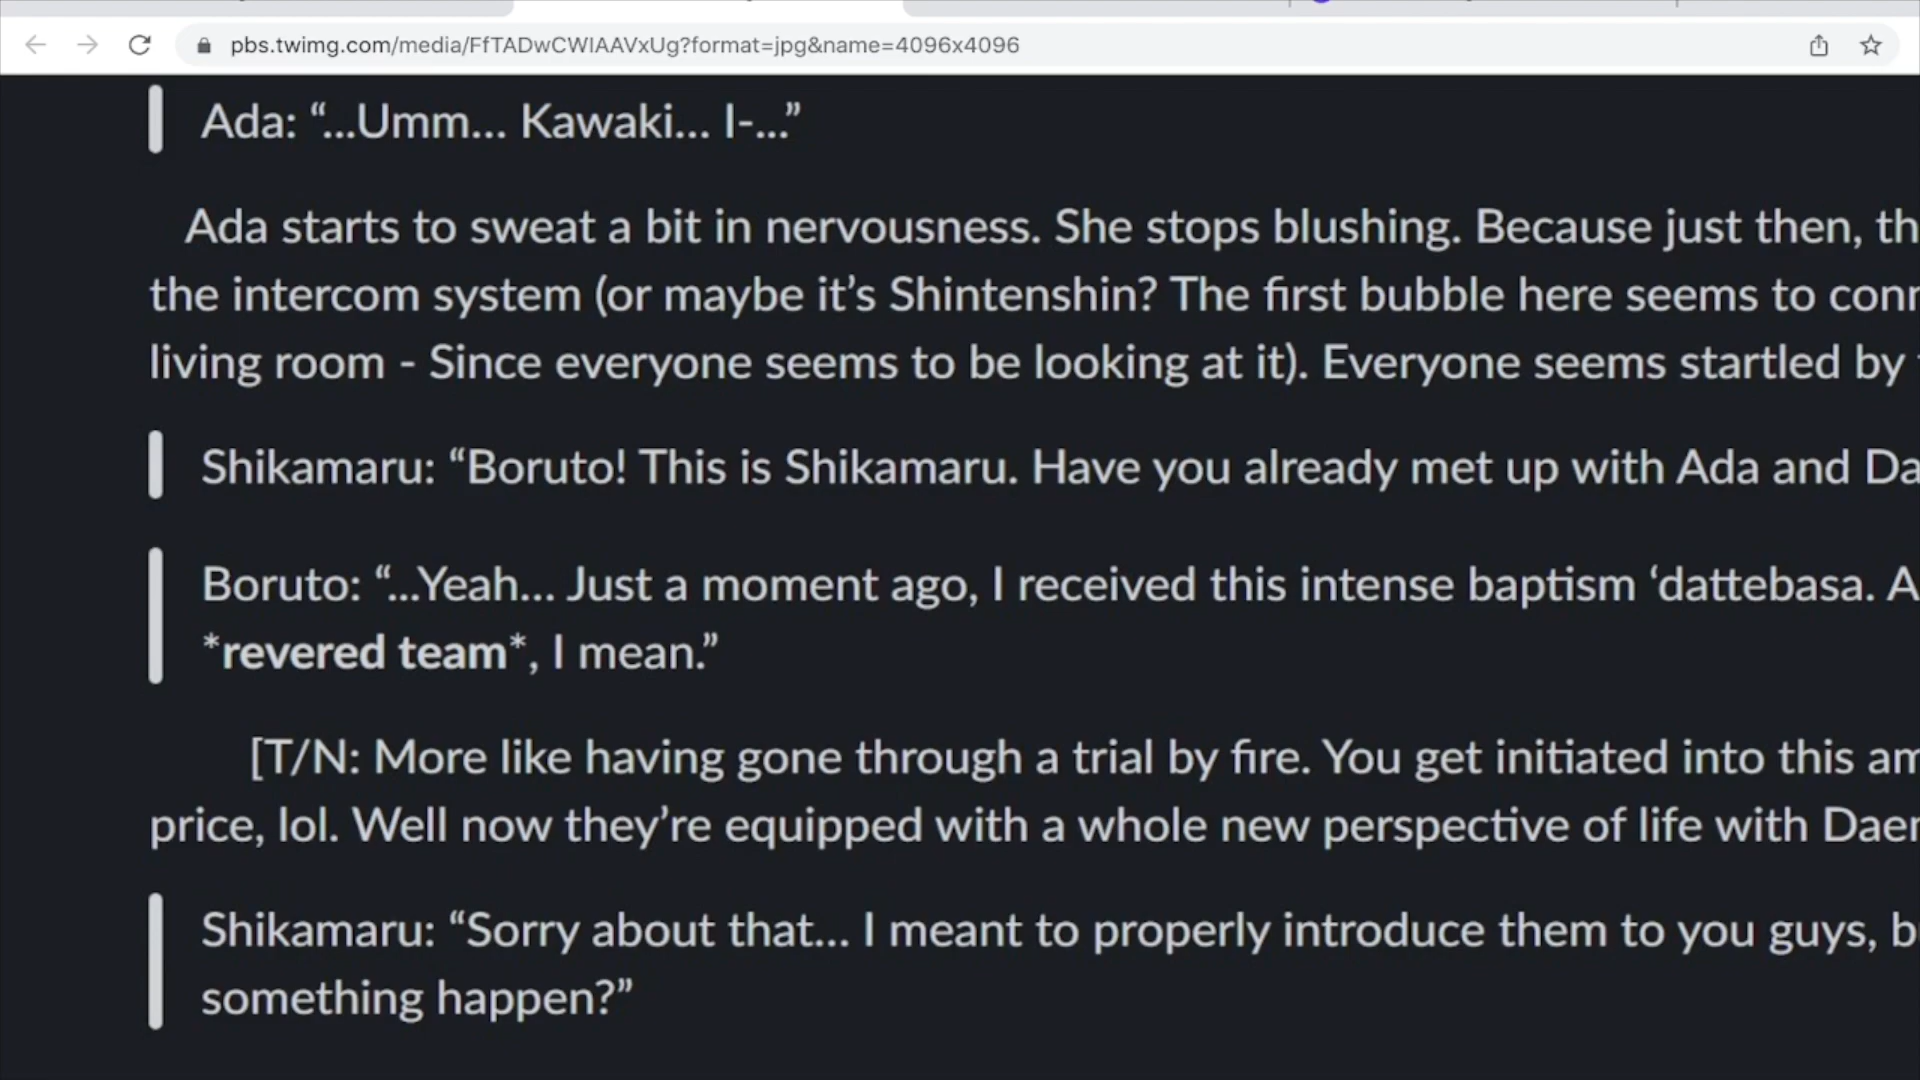 pbs.twimg.com/media/FfTADwCWIAAVxUg?format=jpg&name=4096x4096
Ada: “...Umm... Kawaki... I-...”
Ada starts to sweat a bit in nervousness. She stops blushing. Because just then, th
the intercom system (or maybe it’s Shintenshin? The first bubble here seems to conn
living room - Since everyone seems to be looking at it). Everyone seems startled by
Shikamaru: “Boruto! This is Shikamaru. Have you already met up with Ada and Da
Boruto: “...Yeah... Just a moment ago, I received this intense baptism ‘dattebasa. A
*revered team*, I mean.”
[T/N: More like having gone through a trial by fire. You get initiated into this am
price, lol. Well now they’re equipped with a whole new perspective of life with Daem
Shikamaru: “Sorry about that... I meant to properly introduce them to you guys, b
something happen?”